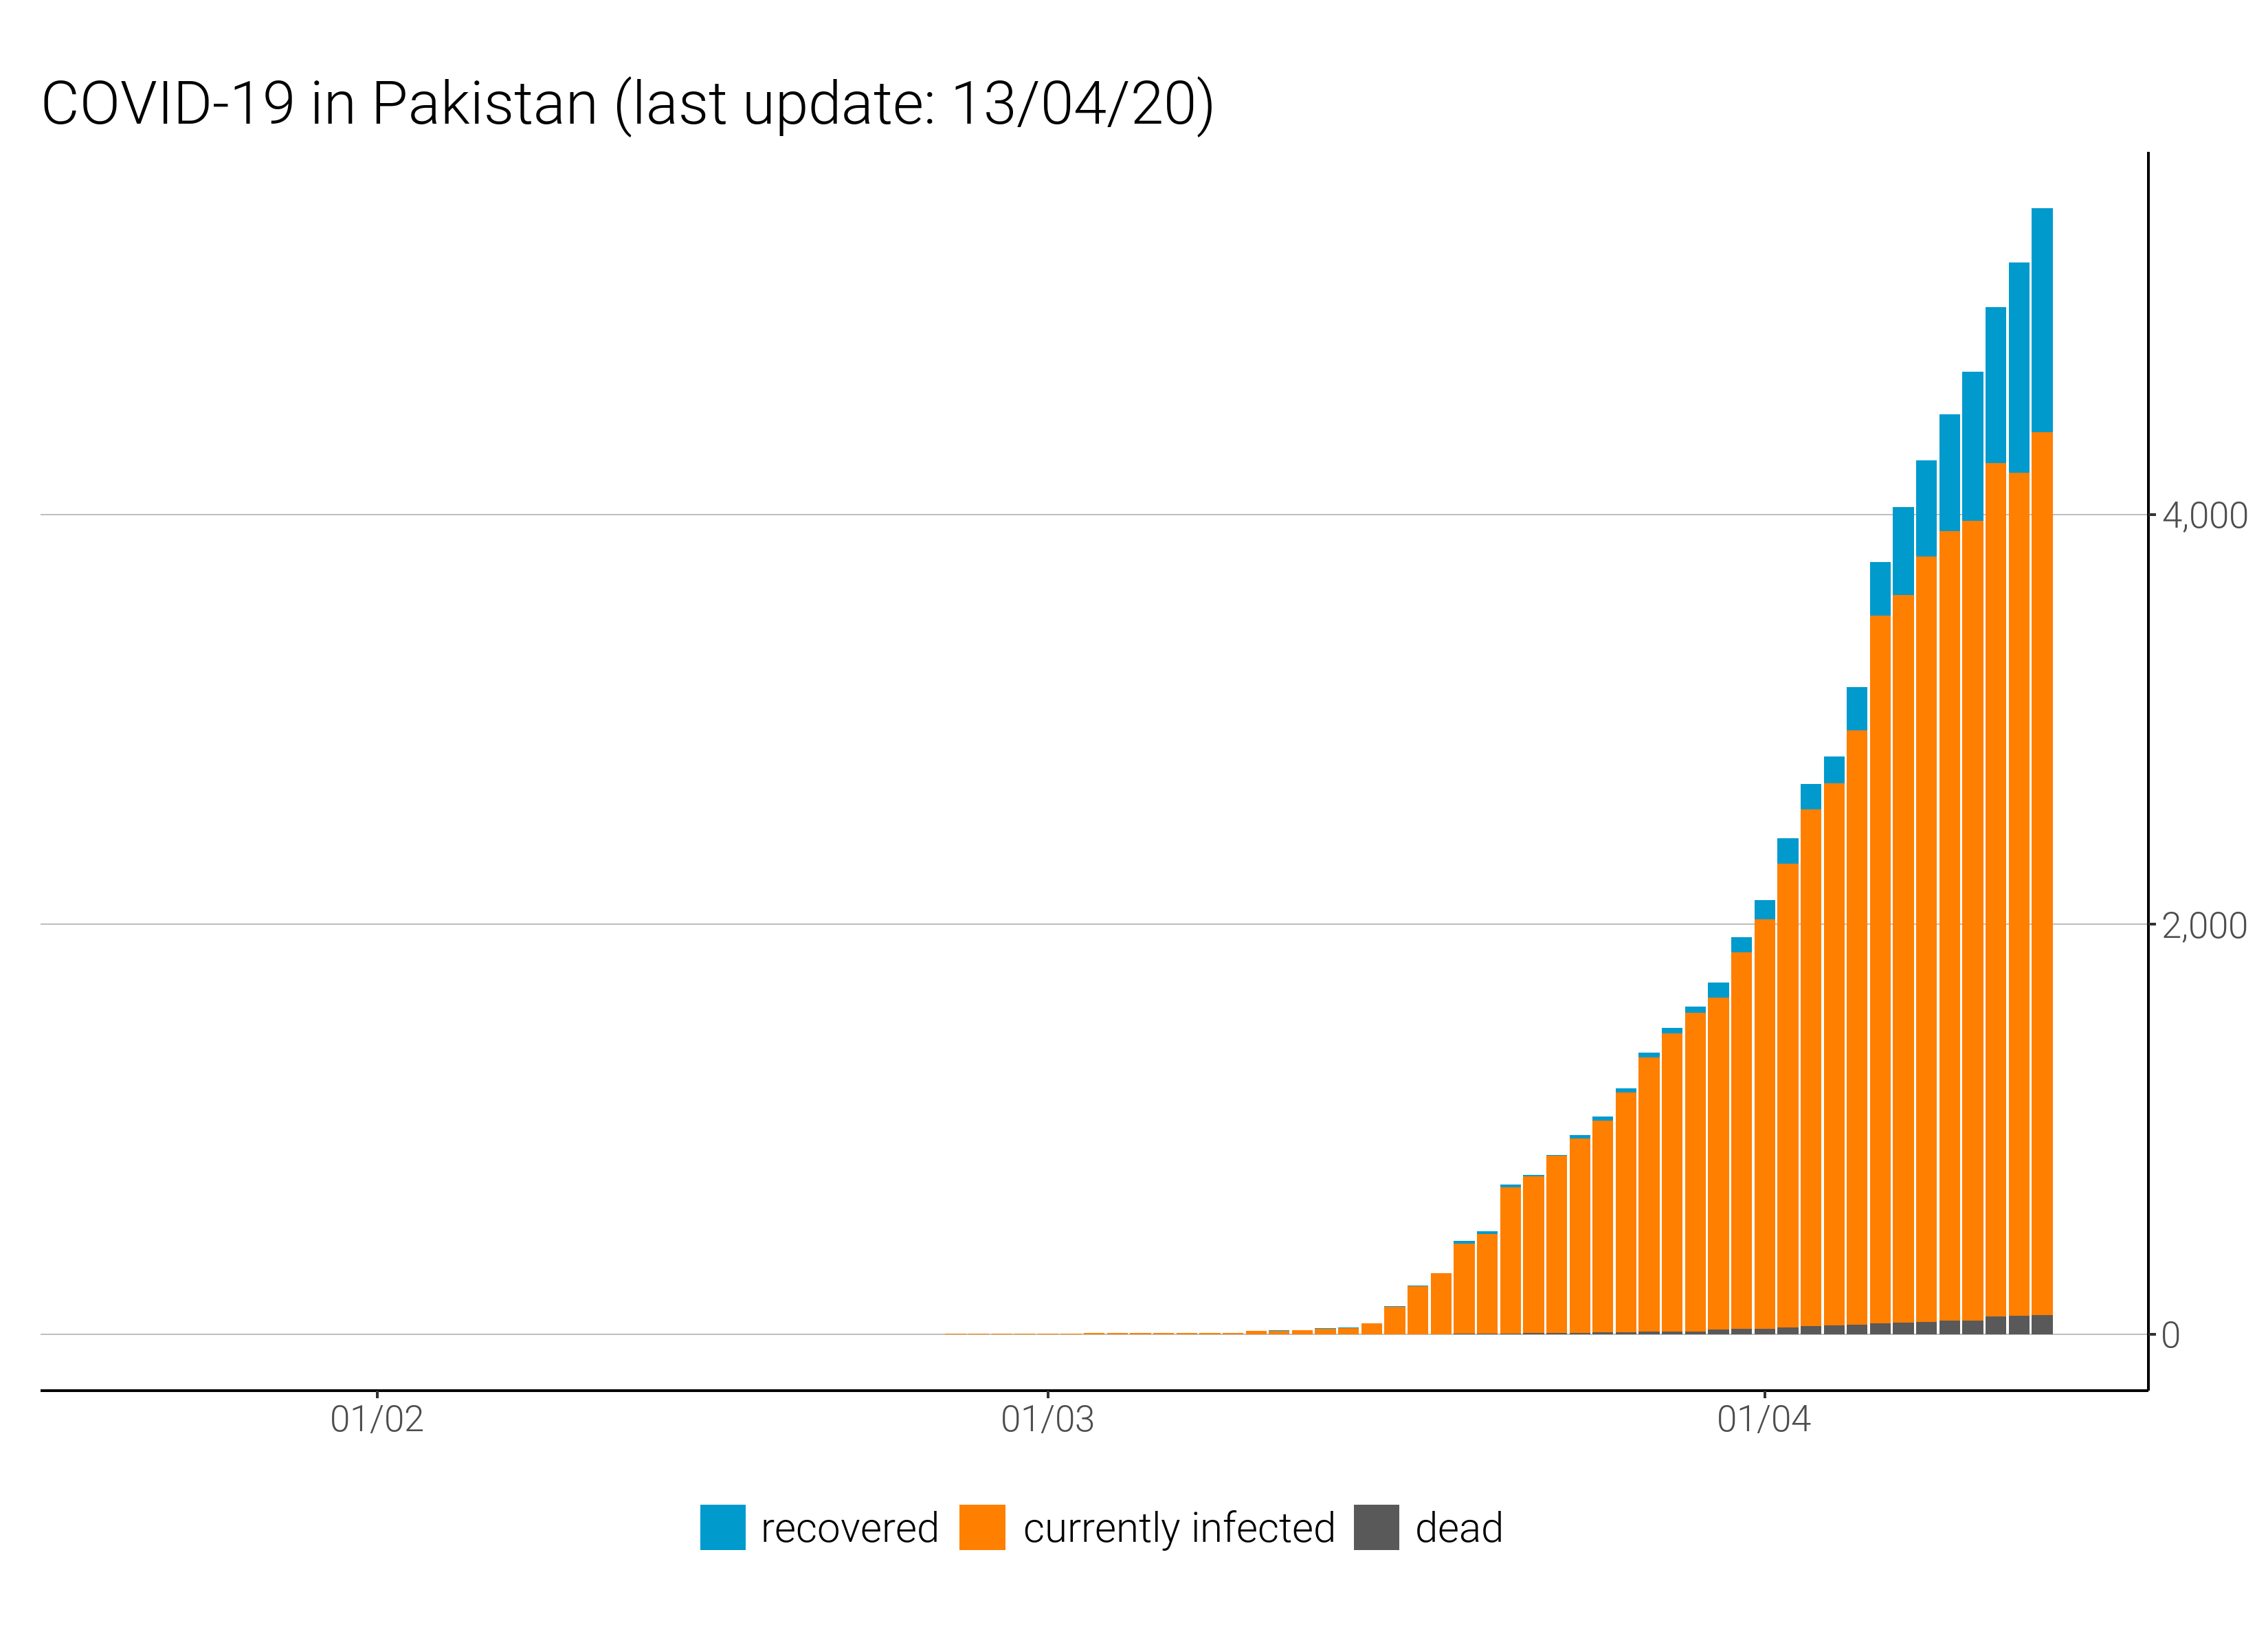 COVID-19 in Pakistan (last update: 13/04/20)
4,000
2,000
0
01/02 01/03 01/04
recovered currently infected dead